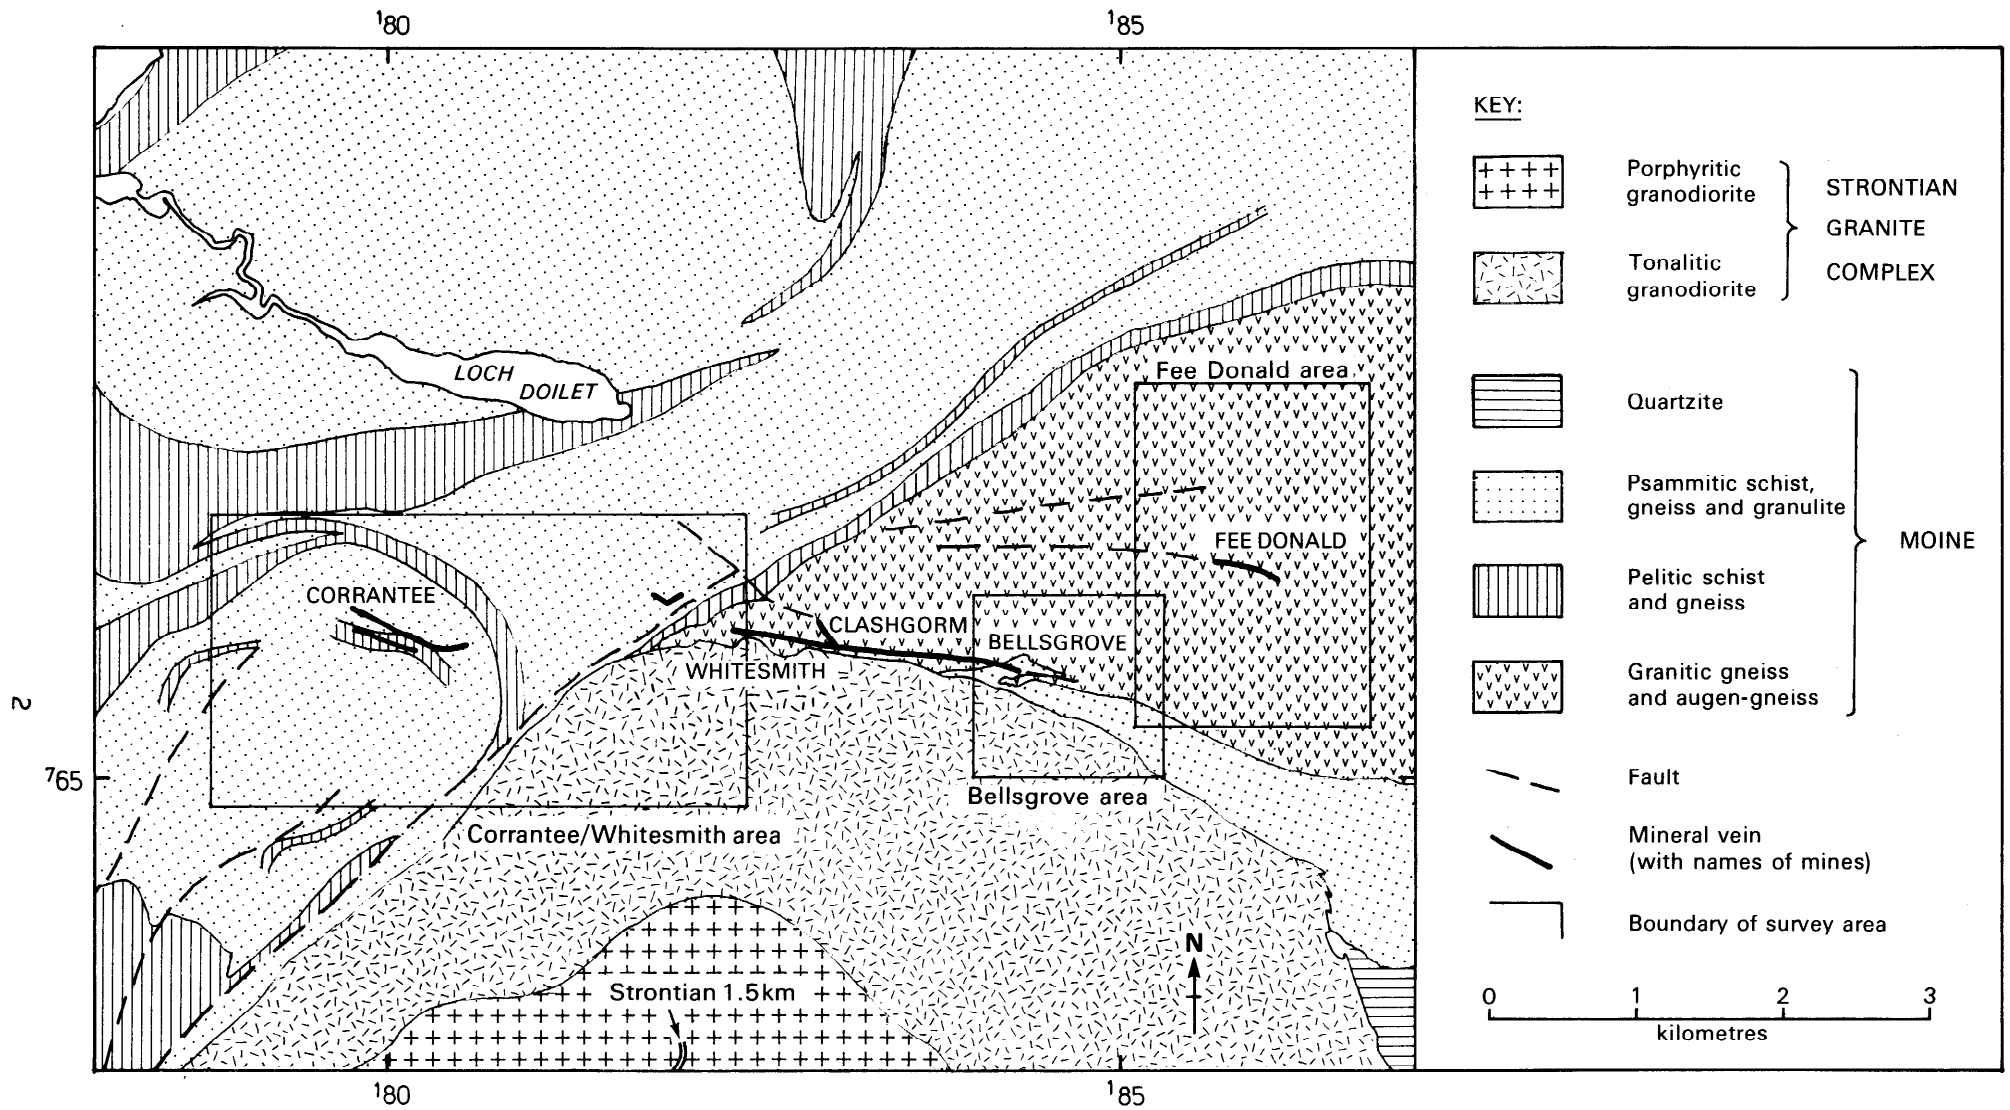 ¹80
¹85
KEY:
Porphyritic
granodiorite
STRONTIAN
GRANITE
COMPLEX
Tonalitic
granodiorite
LOCH
DOILET
Fee Donald area
Quartzite
Psammitic schist,
gneiss and granulite
MOINE
FEE DONALD
Pelitic schist
and gneiss
CORRANTEE
CLASHGORM
BELLSGROVE
WHITESMITH
Granitic gneiss
and augen-gneiss
2
⁷65
Fault
Bellsgrove area
Corrantee/Whitesmith area
Mineral vein
(with names of mines)
Boundary of survey area
N
Strontian 1.5km
0 1 2 3
kilometres
¹80
¹85